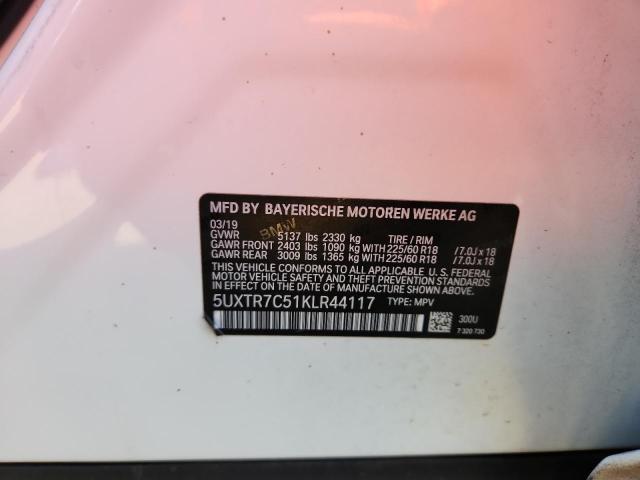 MFD BY BAYERISCHE MOTOREN WERKE AG
03/19 BMW
GVWR 5137 lbs 2330 kg TIRE / RIM
GAWR FRONT 2403 lbs 1090 kg WITH 225/60 R18 / 7.0J x 18
GAWR REAR 3009 lbs 1365 kg WITH 225/60 R18 / 7.0J x 18
THIS VEHICLE CONFORMS TO ALL APPLICABLE U.S. FEDERAL
MOTOR VEHICLE SAFETY AND THEFT PREVENTION STANDARDS
IN EFFECT ON THE DATE OF MANUFACTURE SHOWN ABOVE.
5UXTR7C51KLR44117 TYPE: MPV
300U
7 320 730